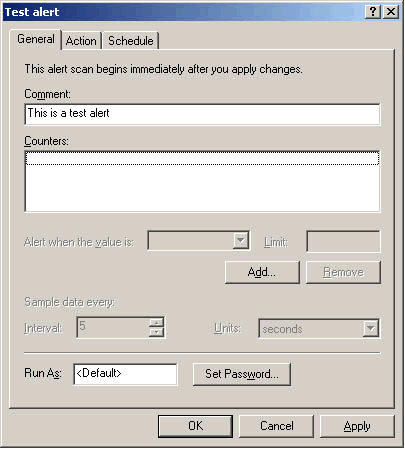 Test alert
General Action Schedule
This alert scan begins immediately after you apply changes.
Comment:
This is a test alert
Counters:
Alert when the value is: Limit:
Add... Remove
Sample data every:
Interval: 5 Units: seconds
Run As: <Default> Set Password...
OK Cancel Apply